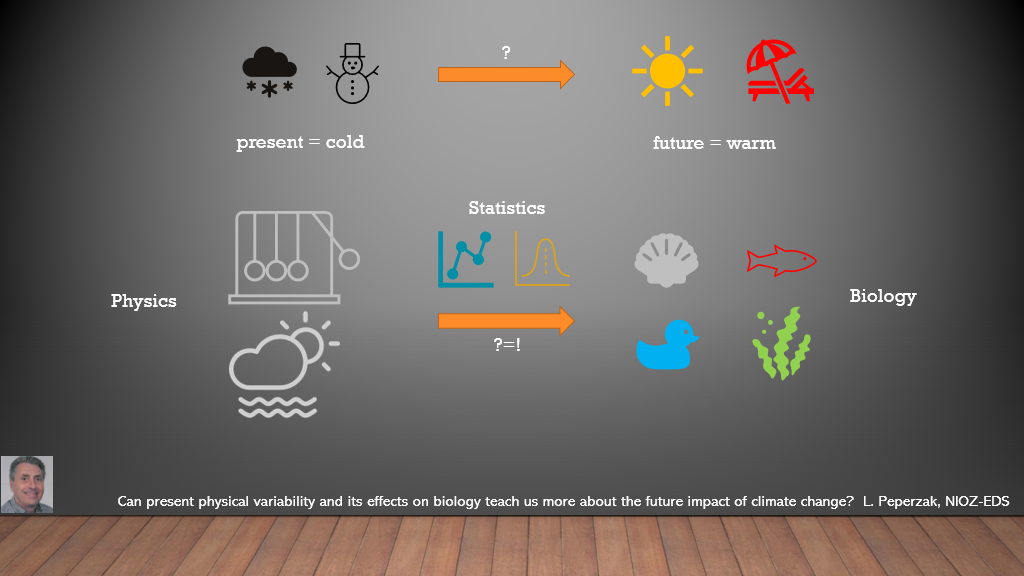 ?
present = cold
future = warm
Statistics
Physics
Biology
?=!
Can present physical variability and its effects on biology teach us more about the future impact of climate change?  L. Peperzak, NIOZ-EDS